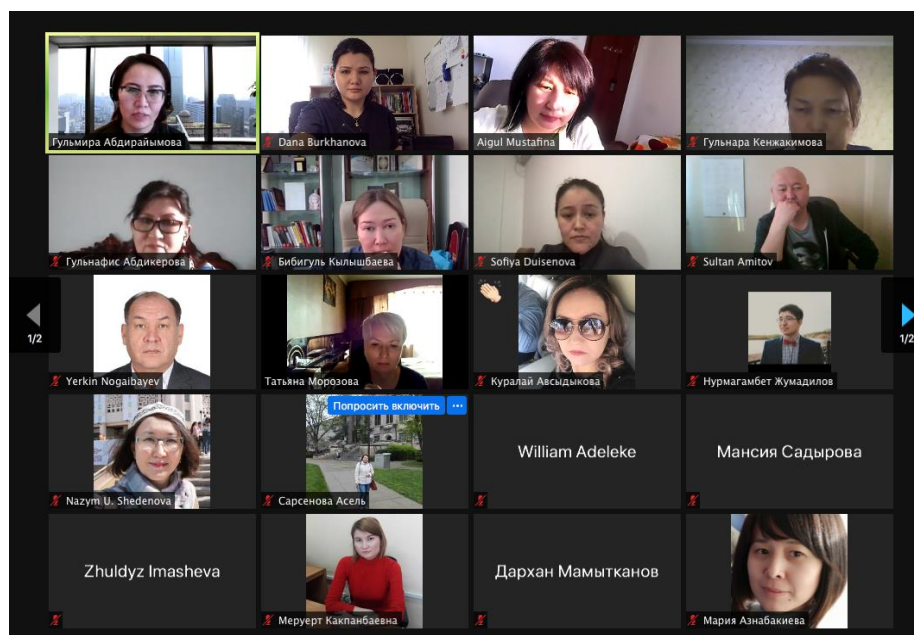 Гульмира Абдирайымова
Dana Burkhanova
Aigul Mustafina
Гульнара Кенжакимова
Гульнафис Абдикерова
Бибигуль Кылышбаева
Sofiya Duisenova
Sultan Amitov
1/2
1/2
Yerkin Nogaibayev
Татьяна Морозова
Куралай Авсыдыкова
Нурмагамбет Жумадилов
Попросить включить
...
Nazym U. Shedenova
Сарсенова Асель
William Adeleke
Мансия Садырова
Zhuldyz Imasheva
Меруерт Какпанбаевна
Дархан Мамытканов
Мария Азнабакиева